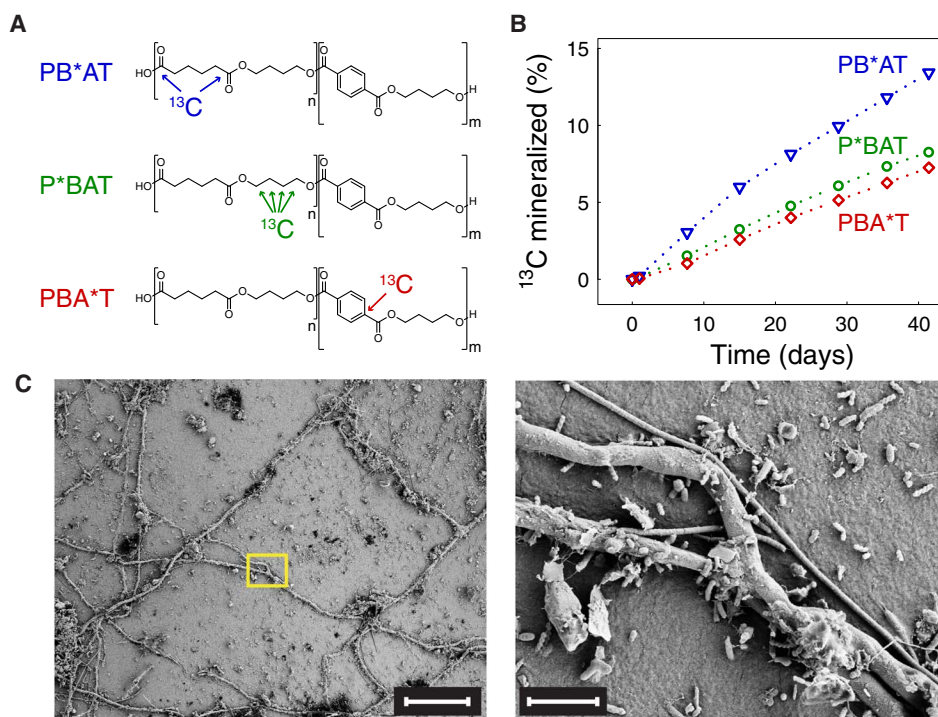 A
PB*AT
HO
O
O
O
O
n
O
O
O
O
H
m
¹³C
P*BAT
HO
O
O
O
O
n
O
O
O
O
H
m
¹³C
PBA*T
HO
O
O
O
O
n
O
O
O
O
H
m
¹³C
B
¹³C mineralized (%)
15
10
5
0
PB*AT
P*BAT
PBA*T
0 10 20 30 40
Time (days)
C